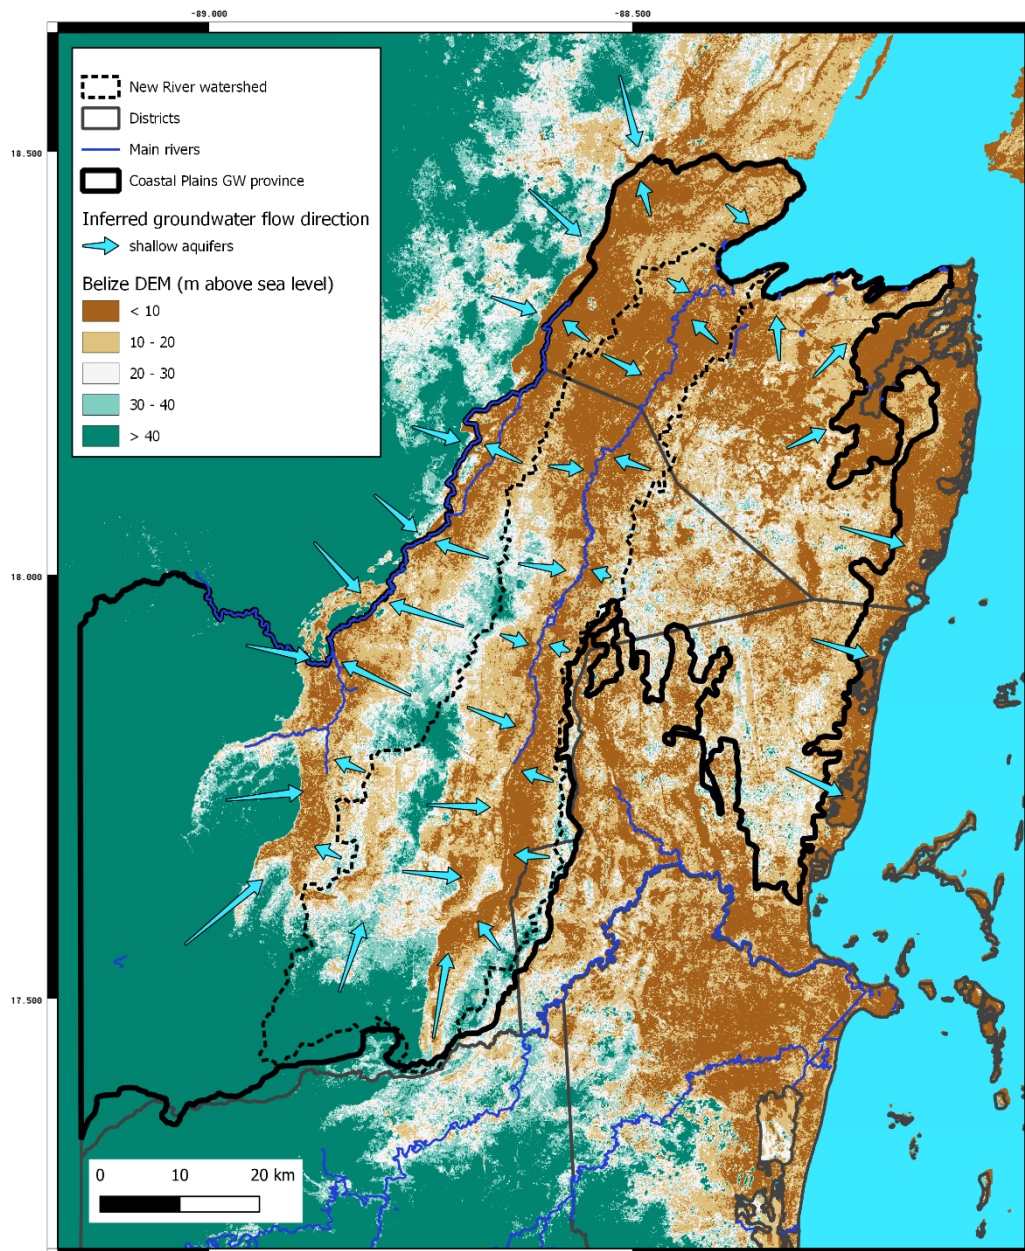 -89.000
-88.500
New River watershed
Districts
Main rivers
Coastal Plains GW province
Inferred groundwater flow direction
shallow aquifers
Belize DEM (m above sea level)
< 10
10 - 20
20 - 30
30 - 40
> 40
18.500
18.000
17.500
0 10 20 km